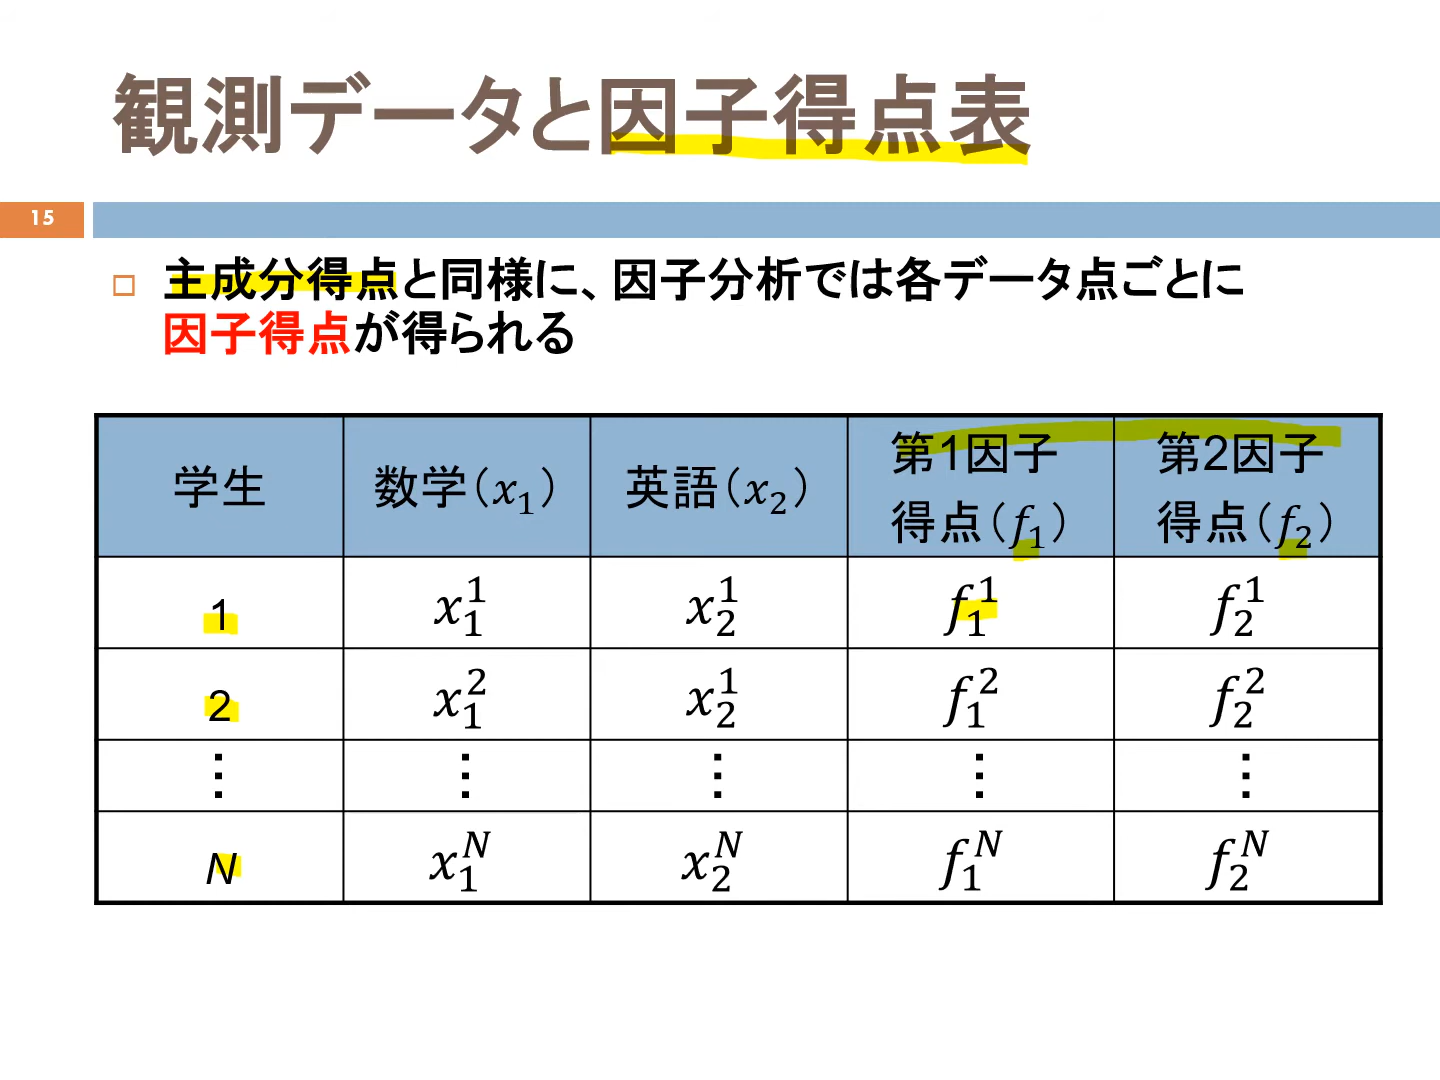 観測データと因子得点表
15
主成分得点と同様に、因子分析では各データ点ごとに
因子得点が得られる
学生 数学(x₁) 英語(x₂) 第1因子得点(f₁) 第2因子得点(f₂)
1 x₁¹ x₂¹ f₁¹ f₂¹
2 x₁² x₂¹ f₁² f₂²
⋮ ⋮ ⋮ ⋮ ⋮
N x₁ᴺ x₂ᴺ f₁ᴺ f₂ᴺ